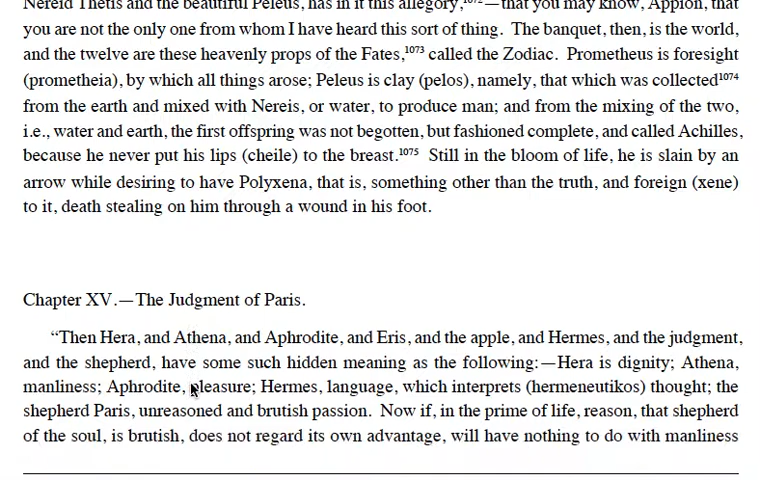 Nereid Thetis and the beautiful Peleus, has in it this allegory,1072—that you may know, Appion, that
you are not the only one from whom I have heard this sort of thing. The banquet, then, is the world,
and the twelve are these heavenly props of the Fates,1073 called the Zodiac. Prometheus is foresight
(prometheia), by which all things arose; Peleus is clay (pelos), namely, that which was collected1074
from the earth and mixed with Nereis, or water, to produce man; and from the mixing of the two,
i.e., water and earth, the first offspring was not begotten, but fashioned complete, and called Achilles,
because he never put his lips (cheile) to the breast.1075 Still in the bloom of life, he is slain by an
arrow while desiring to have Polyxena, that is, something other than the truth, and foreign (xene)
to it, death stealing on him through a wound in his foot.
Chapter XV.—The Judgment of Paris.
“Then Hera, and Athena, and Aphrodite, and Eris, and the apple, and Hermes, and the judgment,
and the shepherd, have some such hidden meaning as the following:—Hera is dignity; Athena,
manliness; Aphrodite, pleasure; Hermes, language, which interprets (hermeneutikos) thought; the
shepherd Paris, unreasoned and brutish passion. Now if, in the prime of life, reason, that shepherd
of the soul, is brutish, does not regard its own advantage, will have nothing to do with manliness